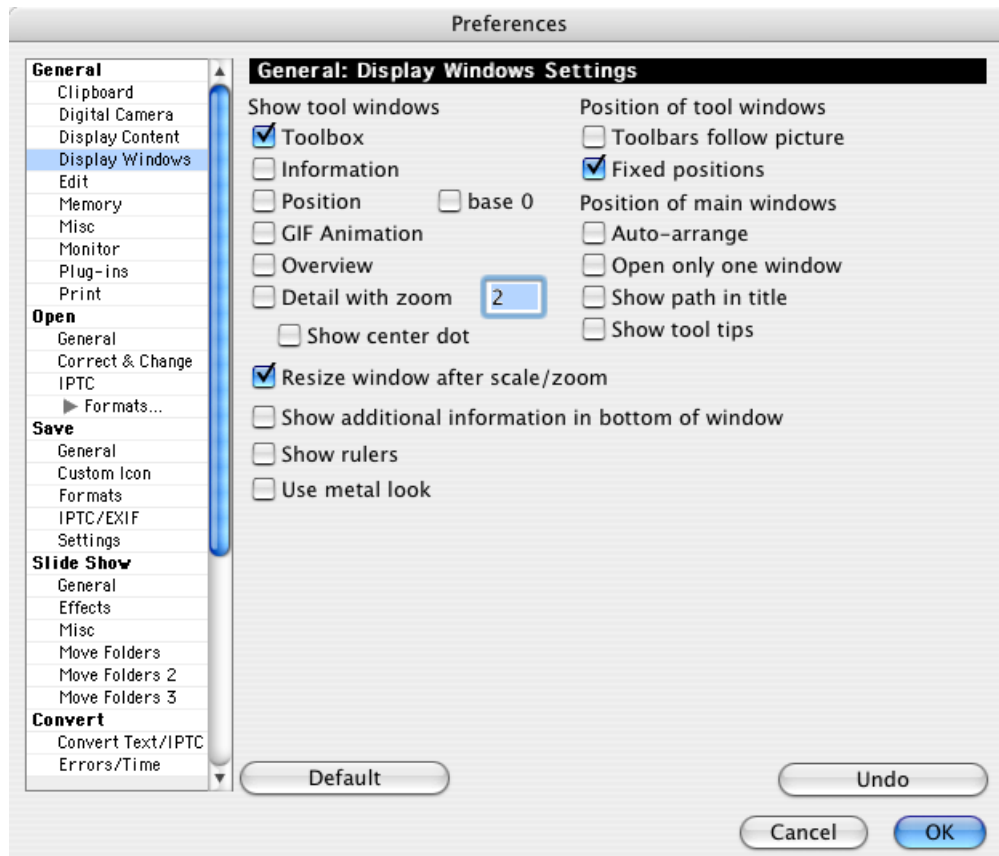 Preferences
General
Clipboard
Digital Camera
Display Content
Display Windows
Edit
Memory
Misc
Monitor
Plug-ins
Print
Open
General
Correct & Change
IPTC
Formats...
Save
General
Custom Icon
Formats
IPTC/EXIF
Settings
Slide Show
General
Effects
Misc
Move Folders
Move Folders 2
Move Folders 3
Convert
Convert Text/IPTC
Errors/Time
General: Display Windows Settings
Show tool windows
Toolbox
Information
Position base 0
GIF Animation
Overview
Detail with zoom 2
Show center dot
Position of tool windows
Toolbars follow picture
Fixed positions
Position of main windows
Auto-arrange
Open only one window
Show path in title
Show tool tips
Resize window after scale/zoom
Show additional information in bottom of window
Show rulers
Use metal look
Default Undo
Cancel OK